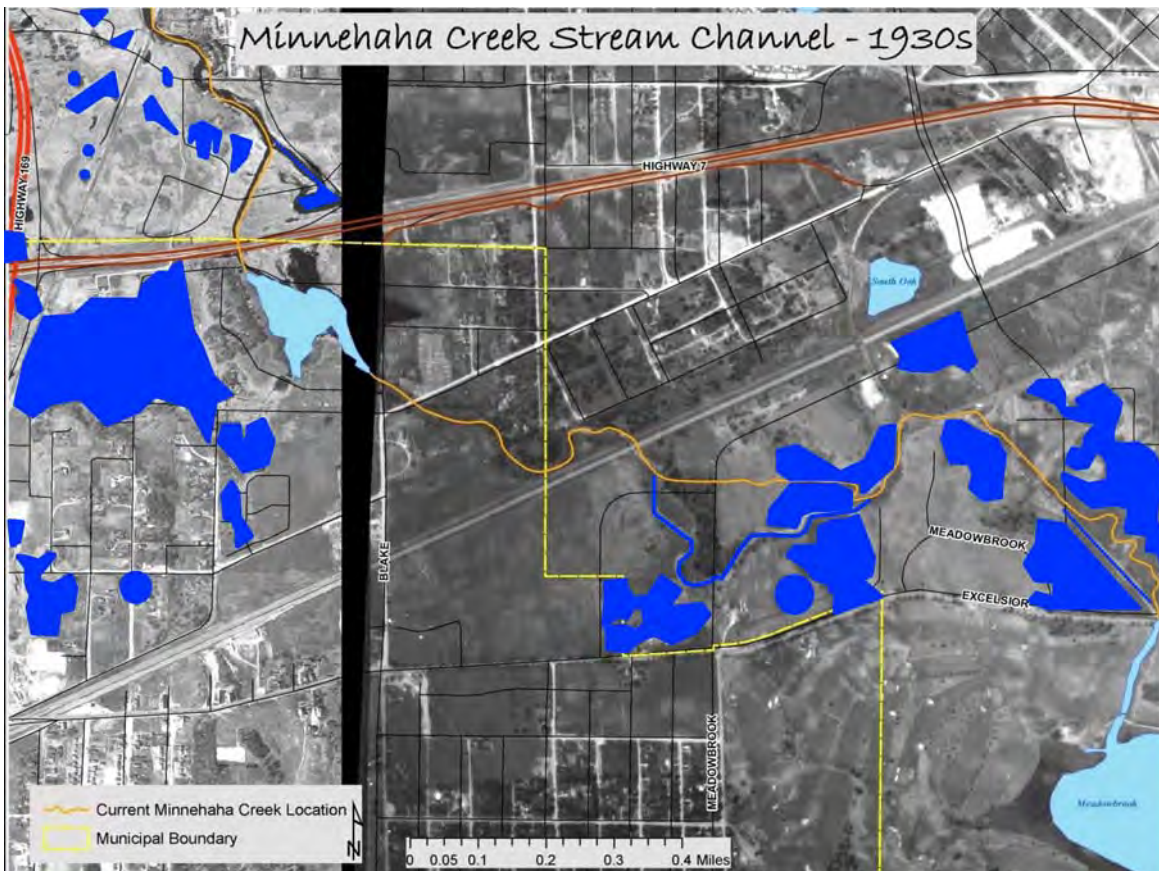 Minnehaha Creek Stream Channel - 1930s
HIGHWAY 169
HIGHWAY 7
South Oak
BLAKE
MEADOWBROOK
EXCELSIOR
MEADOWBROOK
Meadowbrook
Current Minnehaha Creek Location
Municipal Boundary
N
0 0.05 0.1 0.2 0.3 0.4 Miles